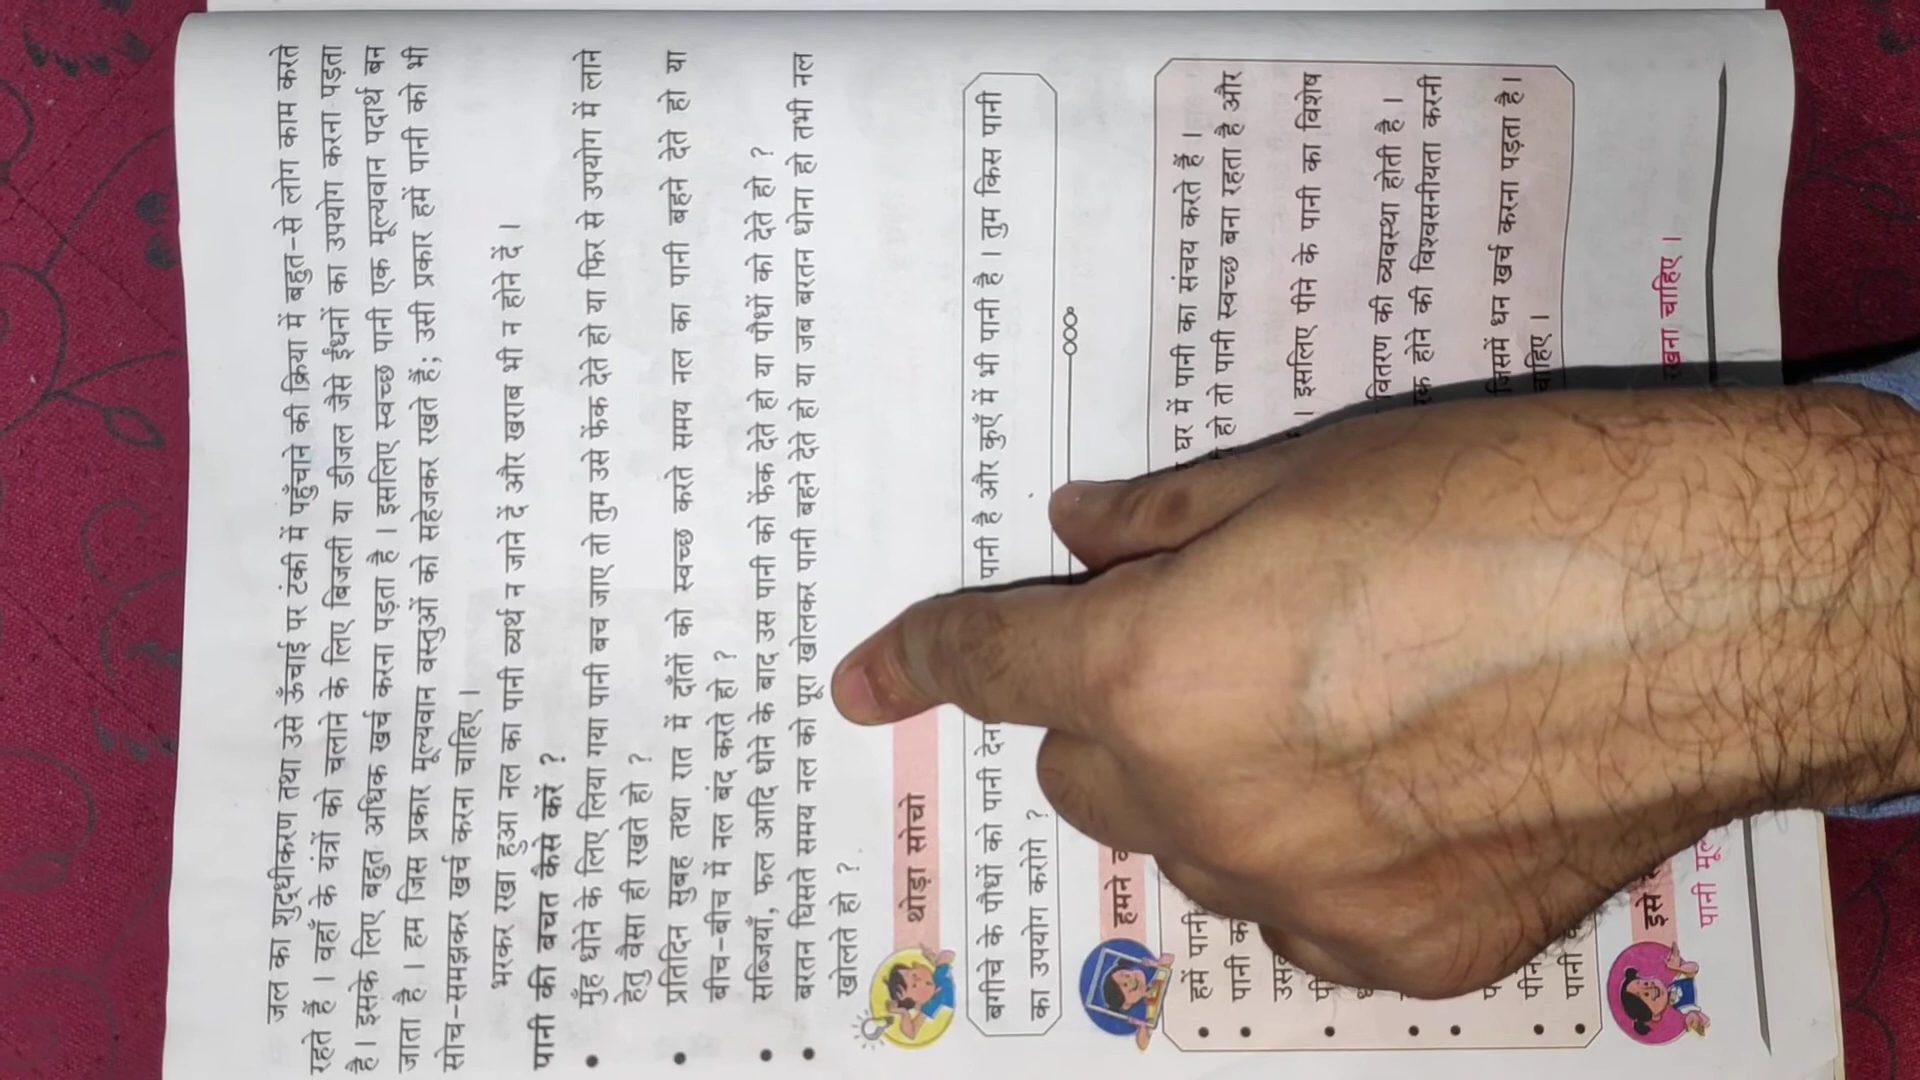 जल का शुद्धीकरण तथा उसे ऊँचाई पर टंकी में पहुँचाने की क्रिया में बहुत-से लोग काम करते
रहते हैं । वहाँ के यंत्रों को चलाने के लिए बिजली या डीजल जैसे ईंधनों का उपयोग करना पड़ता
है । इसके लिए बहुत अधिक खर्च करना पड़ता है । इसलिए स्वच्छ पानी एक मूल्यवान पदार्थ बन
जाता है । हम जिस प्रकार मूल्यवान वस्तुओं को सहेजकर रखते हैं; उसी प्रकार हमें पानी को भी
सोच-समझकर खर्च करना चाहिए ।
भरकर रखा हुआ नल का पानी व्यर्थ न जाने दें और खराब भी न होने दें ।
पानी की बचत कैसे करें ?
• मुँह धोने के लिए लिया गया पानी बच जाए तो तुम उसे फेंक देते हो या फिर से उपयोग में लाने
हेतु वैसा ही रखते हो ?
• प्रतिदिन सुबह तथा रात में दाँतों को स्वच्छ करते समय नल का पानी बहने देते हो या
बीच-बीच में नल बंद करते हो ?
• सब्जियाँ, फल आदि धोने के बाद उस पानी को फेंक देते हो या पौधों को देते हो ?
• बरतन घिसते समय नल को पूरा खोलकर पानी बहने देते हो या जब बरतन धोना हो तभी नल
खोलते हो ?
थोड़ा सोचो
बगीचे के पौधों को पानी देना पानी है और कुएँ में भी पानी है । तुम किस पानी
का उपयोग करोगे ?
हमने
• हमें पानी घर में पानी का संचय करते हैं ।
• पानी हो तो पानी स्वच्छ बना रहता है और
• । इसलिए पीने के पानी का विशेष
• वितरण की व्यवस्था होती है ।
• होने की विश्वसनीयता करनी
• जिसमें धन खर्च करना पड़ता है ।
• पानी चाहिए ।
इसे
पानी रखना चाहिए ।